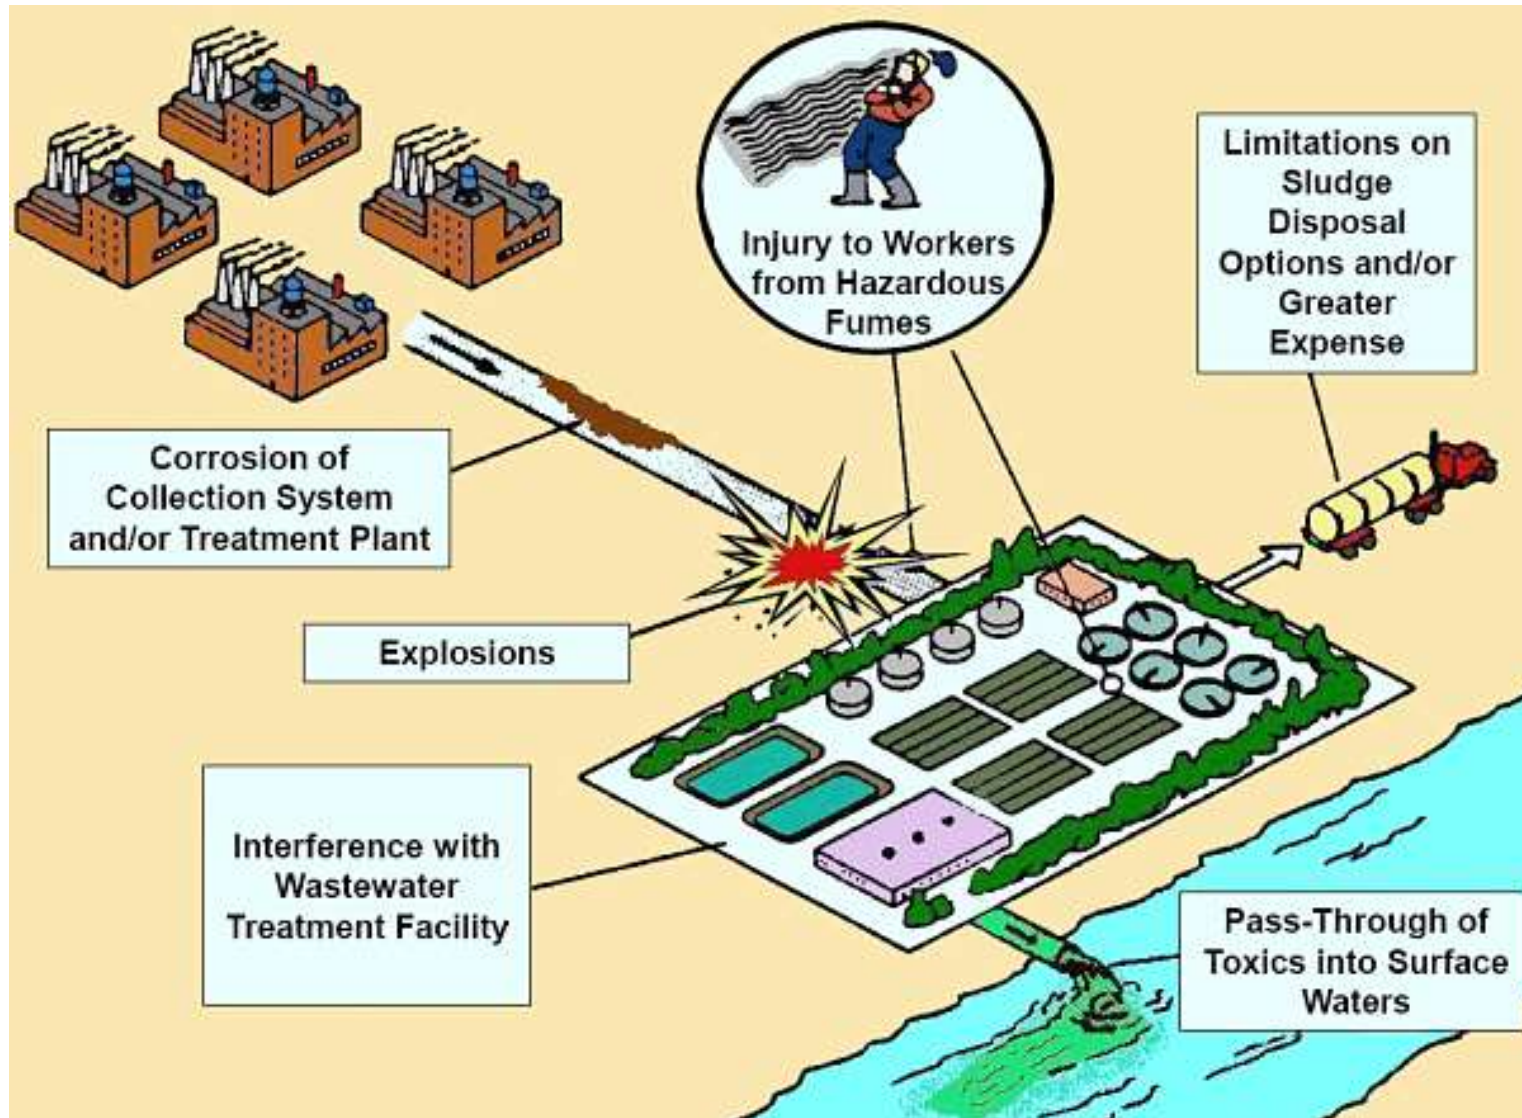 Injury to Workers
from Hazardous
Fumes
Limitations on
Sludge
Disposal
Options and/or
Greater
Expense
Corrosion of
Collection System
and/or Treatment Plant
Explosions
Interference with
Wastewater
Treatment Facility
Pass-Through of
Toxics into Surface
Waters